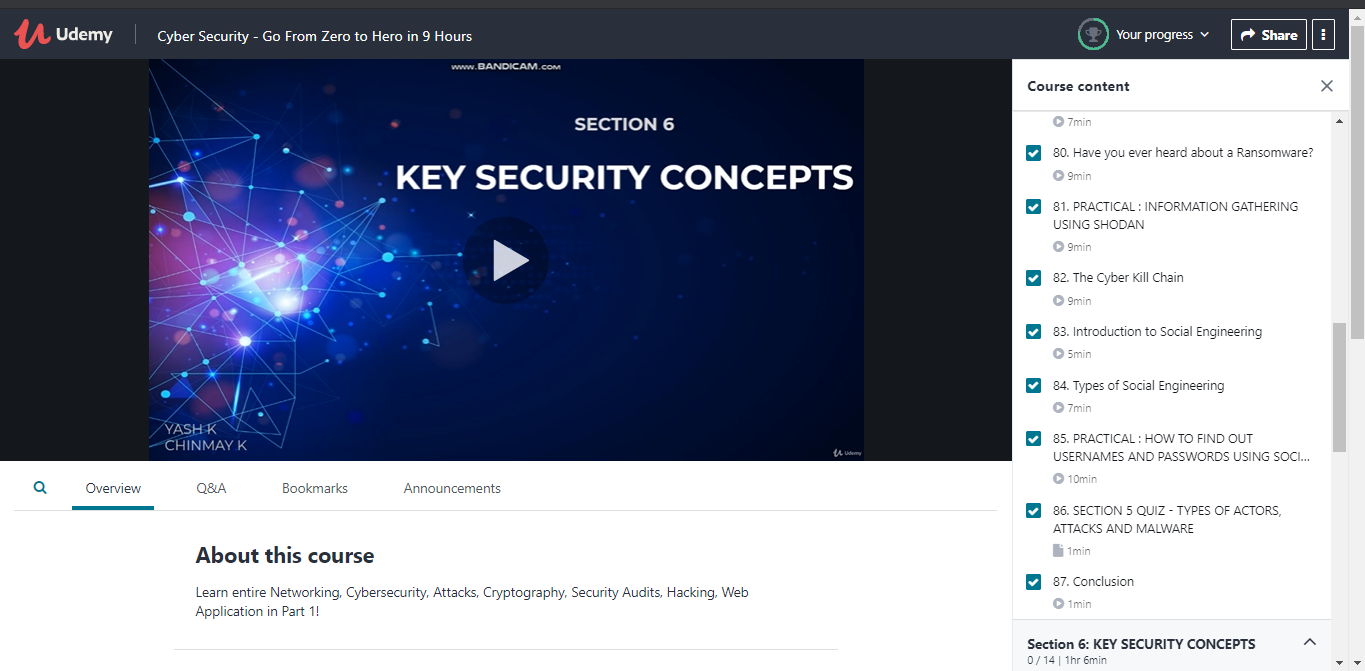 Udemy
Cyber Security - Go From Zero to Hero in 9 Hours
Your progress
Share
www.BANDICAM.com
SECTION 6
KEY SECURITY CONCEPTS
YASH K
CHINMAY K
Udemy
Overview
Q&A
Bookmarks
Announcements
About this course
Learn entire Networking, Cybersecurity, Attacks, Cryptography, Security Audits, Hacking, Web
Application in Part 1!
Course content
7min
80. Have you ever heard about a Ransomware?
9min
81. PRACTICAL : INFORMATION GATHERING
USING SHODAN
9min
82. The Cyber Kill Chain
9min
83. Introduction to Social Engineering
5min
84. Types of Social Engineering
7min
85. PRACTICAL : HOW TO FIND OUT
USERNAMES AND PASSWORDS USING SOCI...
10min
86. SECTION 5 QUIZ - TYPES OF ACTORS,
ATTACKS AND MALWARE
1min
87. Conclusion
1min
Section 6: KEY SECURITY CONCEPTS
0 / 14 | 1hr 6min